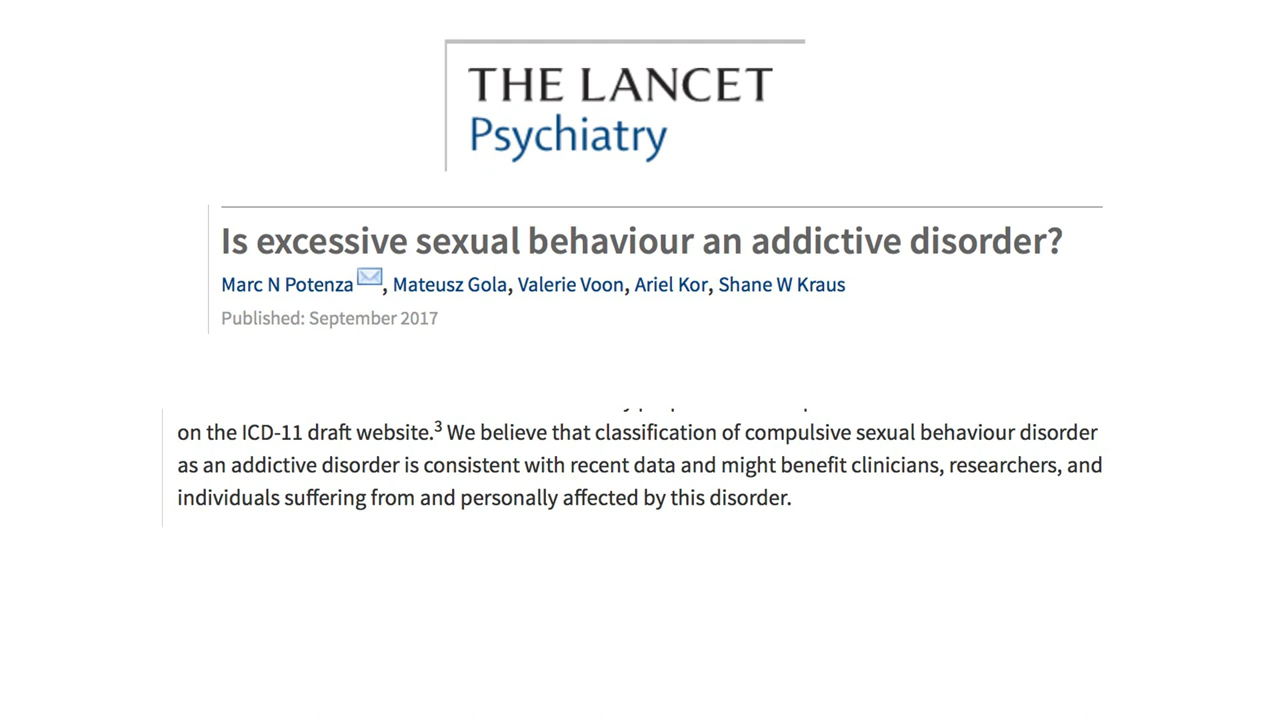 THE LANCET
Psychiatry
Is excessive sexual behaviour an addictive disorder?
Marc N Potenza, Mateusz Gola, Valerie Voon, Ariel Kor, Shane W Kraus
Published: September 2017
on the ICD-11 draft website.³ We believe that classification of compulsive sexual behaviour disorder
as an addictive disorder is consistent with recent data and might benefit clinicians, researchers, and
individuals suffering from and personally affected by this disorder.